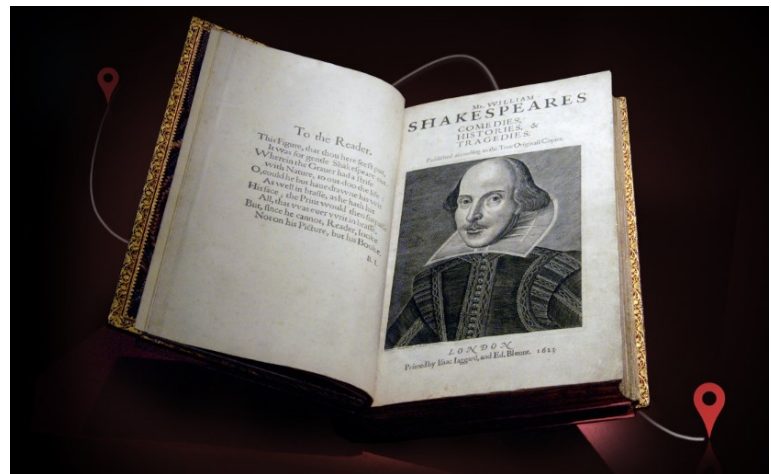 To the Reader.
This Figure, that thou here seest put,
It was for gentle Shakespeare cut,
Wherein the Grauer had a strife
with Nature, to out-doo the life:
O, could he but haue drawne his wit
As well in brasse, as he hath hit
His face; the Print would then surpasse
All, that vvas euer vvrit in brasse.
But, since he cannot, Reader, looke
Not on his Picture, but his Booke.
B. I.
Mr. WILLIAM
SHAKESPEARES
COMEDIES,
HISTORIES, &
TRAGEDIES.
Published according to the True Originall Copies.
LONDON
Printed by Isaac Iaggard, and Ed. Blount. 1623